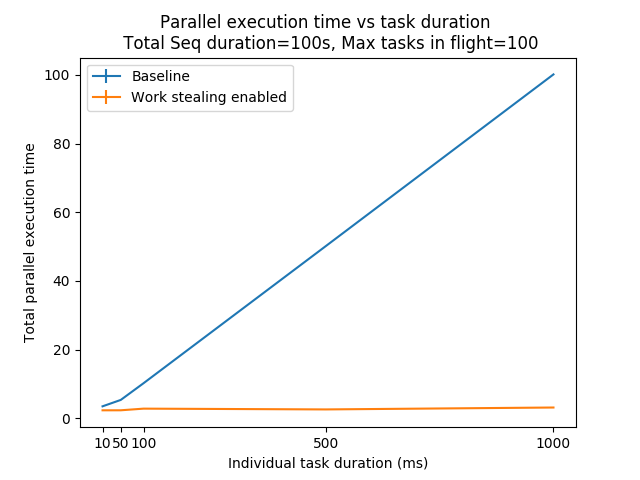 Parallel execution time vs task duration
Total Seq duration=100s, Max tasks in flight=100
Baseline
Work stealing enabled
Total parallel execution time
100
80
60
40
20
0
10 50 100 500 1000
Individual task duration (ms)